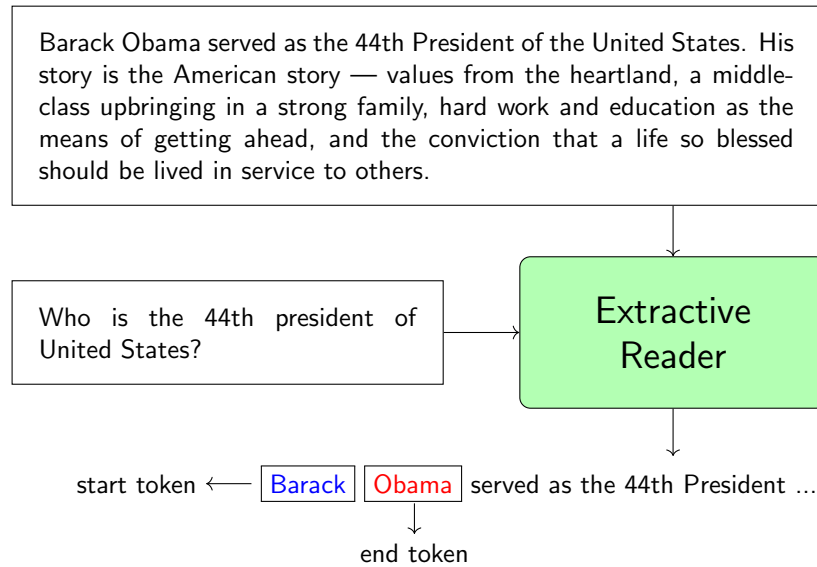 Barack Obama served as the 44th President of the United States. His
story is the American story — values from the heartland, a middle-
class upbringing in a strong family, hard work and education as the
means of getting ahead, and the conviction that a life so blessed
should be lived in service to others.
Who is the 44th president of
United States?
Extractive
Reader
start token Barack Obama served as the 44th President ...
end token